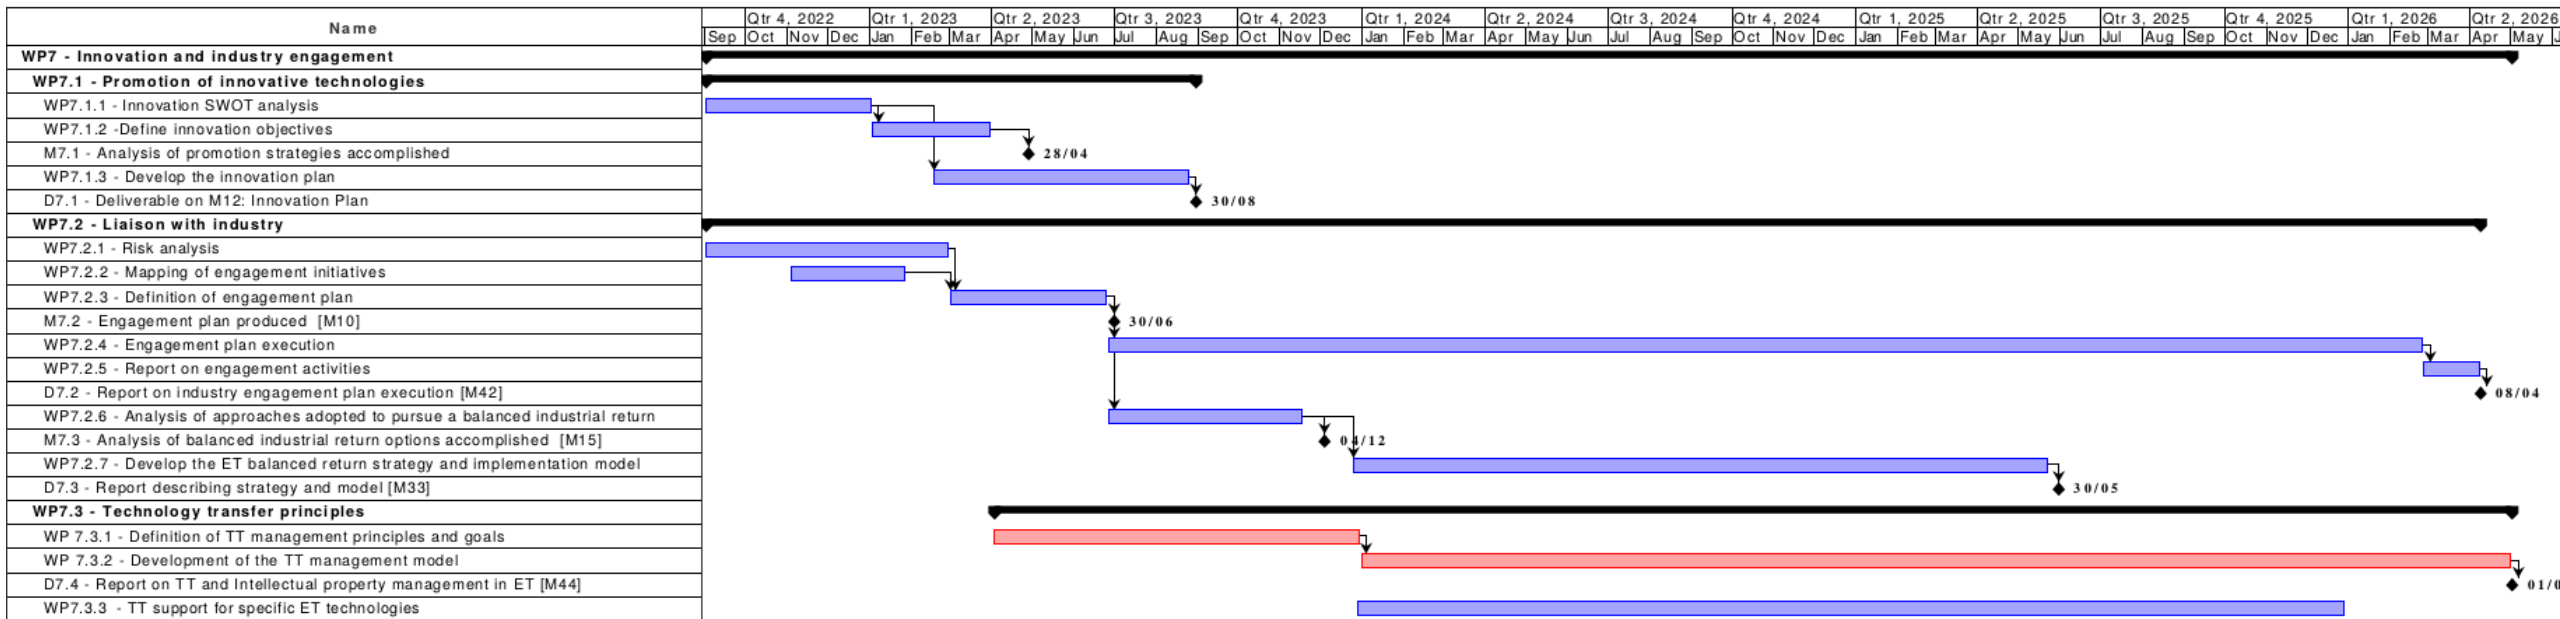 Name
Qtr 4, 2022 Qtr 1, 2023 Qtr 2, 2023 Qtr 3, 2023 Qtr 4, 2023 Qtr 1, 2024 Qtr 2, 2024 Qtr 3, 2024 Qtr 4, 2024 Qtr 1, 2025 Qtr 2, 2025 Qtr 3, 2025 Qtr 4, 2025 Qtr 1, 2026 Qtr 2, 2026
Sep Oct Nov Dec Jan Feb Mar Apr May Jun Jul Aug Sep Oct Nov Dec Jan Feb Mar Apr May Jun Jul Aug Sep Oct Nov Dec Jan Feb Mar Apr May Jun Jul Aug Sep Oct Nov Dec Jan Feb Mar Apr May
WP7 - Innovation and industry engagement
WP7.1 - Promotion of innovative technologies
WP7.1.1 - Innovation SWOT analysis
WP7.1.2 -Define innovation objectives
M7.1 - Analysis of promotion strategies accomplished 28/04
WP7.1.3 - Develop the innovation plan
D7.1 - Deliverable on M12: Innovation Plan 30/08
WP7.2 - Liaison with industry
WP7.2.1 - Risk analysis
WP7.2.2 - Mapping of engagement initiatives
WP7.2.3 - Definition of engagement plan
M7.2 - Engagement plan produced [M10] 30/06
WP7.2.4 - Engagement plan execution
WP7.2.5 - Report on engagement activities
D7.2 - Report on industry engagement plan execution [M42] 08/04
WP7.2.6 - Analysis of approaches adopted to pursue a balanced industrial return
M7.3 - Analysis of balanced industrial return options accomplished [M15] 04/12
WP7.2.7 - Develop the ET balanced return strategy and implementation model
D7.3 - Report describing strategy and model [M33] 30/05
WP7.3 - Technology transfer principles
WP 7.3.1 - Definition of TT management principles and goals
WP 7.3.2 - Development of the TT management model
D7.4 - Report on TT and Intellectual property management in ET [M44] 01/0
WP7.3.3 - TT support for specific ET technologies